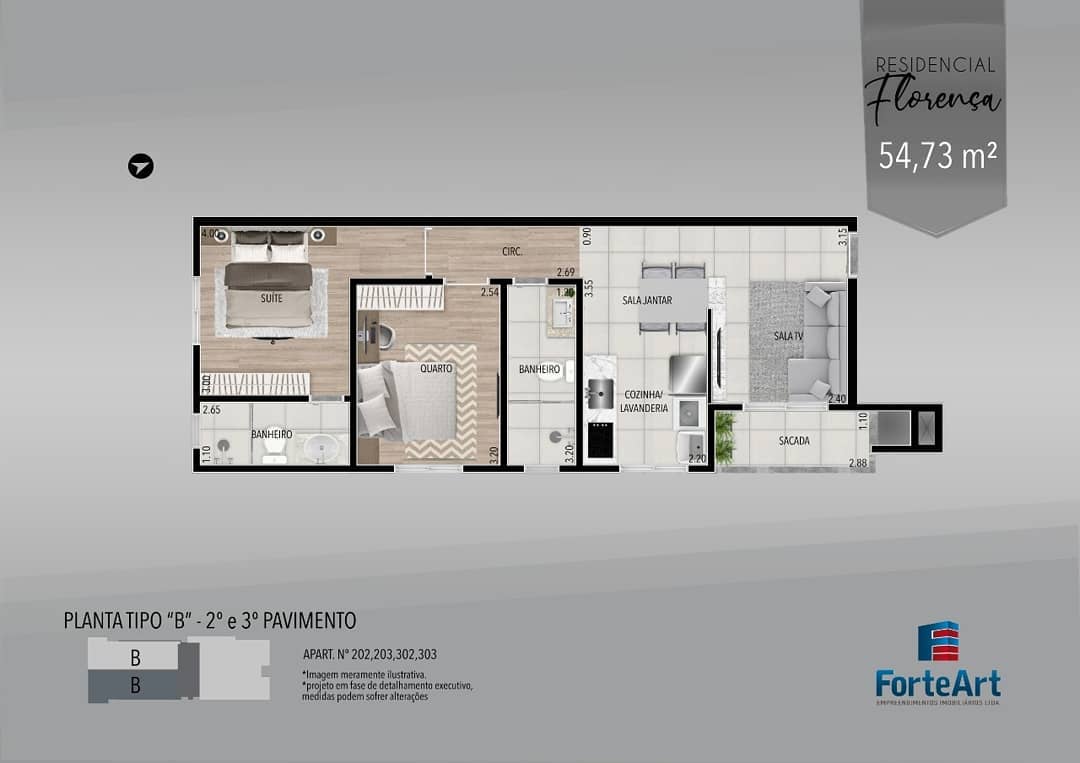 RESIDENCIAL
Florença
54,73 m²
4.00
CIRC.
0.90
3.15
2.69
SUÍTE
2.54
1.20
3.55
SALA JANTAR
SALA TV
QUARTO
BANHEIRO
3.00
COZINHA/
LAVANDERIA
2.40
2.65
BANHEIRO
1.10
3.20
3.20
2.20
SACADA
1.10
2.88
PLANTA TIPO “B” - 2º e 3º PAVIMENTO
B
B
APART. Nº 202,203,302,303
*Imagem meramente ilustrativa.
*projeto em fase de detalhamento executivo,
medidas podem sofrer alterações
ForteArt
EMPREENDIMENTOS IMOBILIÁRIOS LTDA